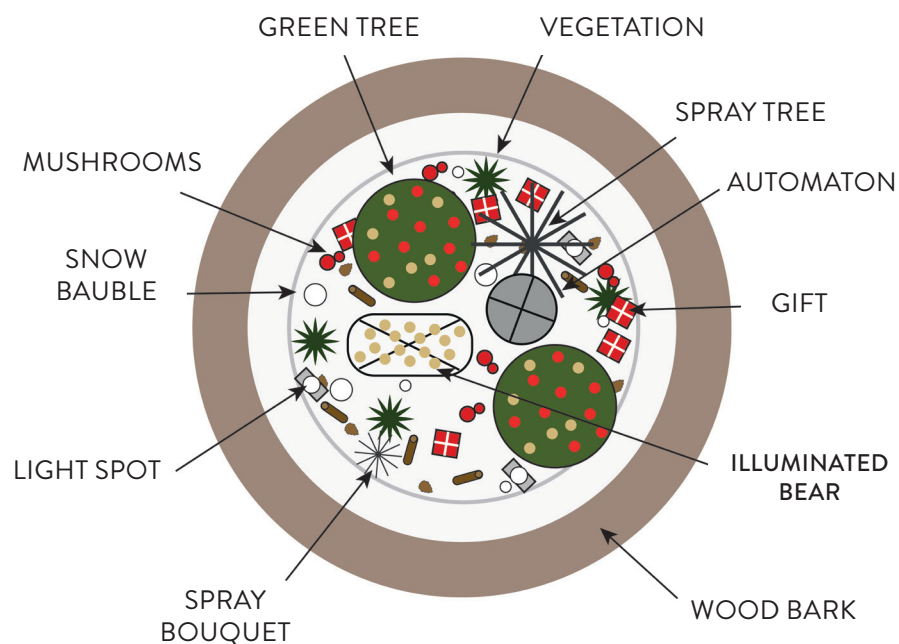 GREEN TREE
VEGETATION
SPRAY TREE
MUSHROOMS
AUTOMATON
SNOW
BAUBLE
GIFT
LIGHT SPOT
ILLUMINATED
BEAR
SPRAY
BOUQUET
WOOD BARK